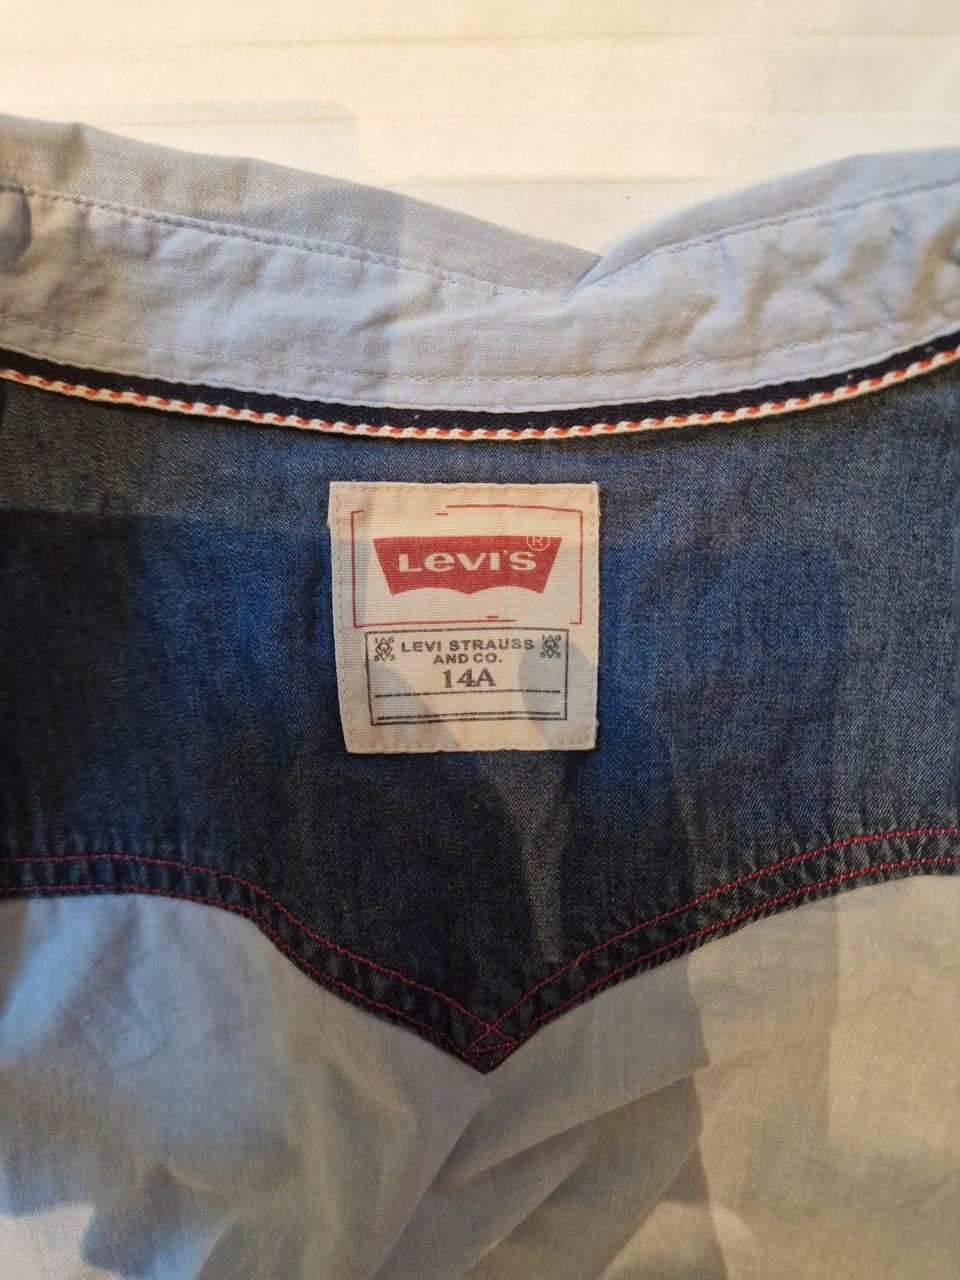 Levi's®
LEVI STRAUSS
AND CO.
14A